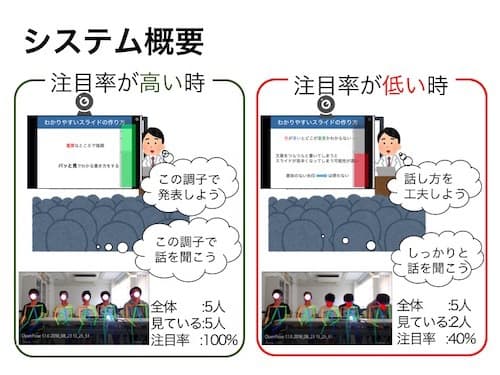 システム概要
注目率が高い時
わかりやすいスライドの作り方
重要なところで強調
パッと見でわかる書き方をする
この調子で
発表しよう
この調子で
話を聞こう
全体 :5人
見ている:5人
注目率 :100%
注目率が低い時
わかりやすいスライドの作り方
話し方を
工夫しよう
しっかりと
話を聞こう
全体 :5人
見ている:2人
注目率 :40%